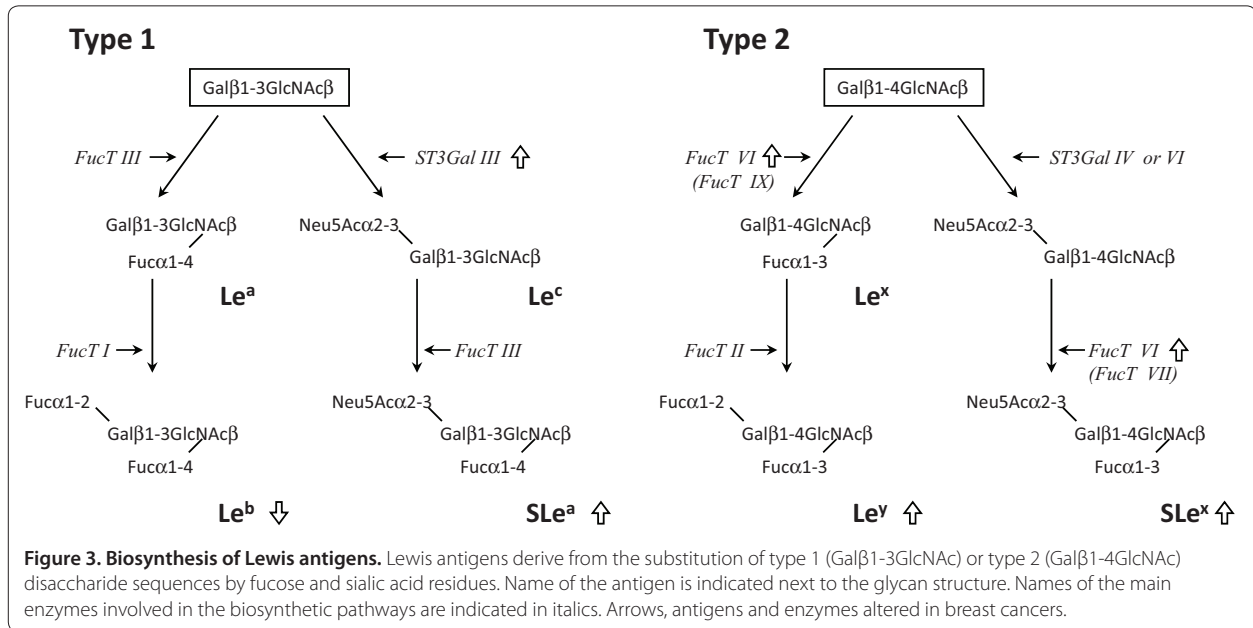 Type 1
Type 2
Galβ1-3GlcNAcβ
Galβ1-4GlcNAcβ
FucT III
ST3Gal III
FucT VI
(FucT IX)
ST3Gal IV or VI
Galβ1-3GlcNAcβ
Fucα1-4
Leᵃ
Neu5Acα2-3
Galβ1-3GlcNAcβ
Leᶜ
Galβ1-4GlcNAcβ
Fucα1-3
Leˣ
Neu5Acα2-3
Galβ1-4GlcNAcβ
FucT I
FucT III
FucT II
FucT VI
(FucT VII)
Fucα1-2
Galβ1-3GlcNAcβ
Fucα1-4
Leᵇ
Neu5Acα2-3
Galβ1-3GlcNAcβ
Fucα1-4
SLeᵃ
Fucα1-2
Galβ1-4GlcNAcβ
Fucα1-3
Leʸ
Neu5Acα2-3
Galβ1-4GlcNAcβ
Fucα1-3
SLeˣ
Figure 3. Biosynthesis of Lewis antigens. Lewis antigens derive from the substitution of type 1 (Galβ1-3GlcNAc) or type 2 (Galβ1-4GlcNAc)
disaccharide sequences by fucose and sialic acid residues. Name of the antigen is indicated next to the glycan structure. Names of the main
enzymes involved in the biosynthetic pathways are indicated in italics. Arrows, antigens and enzymes altered in breast cancers.